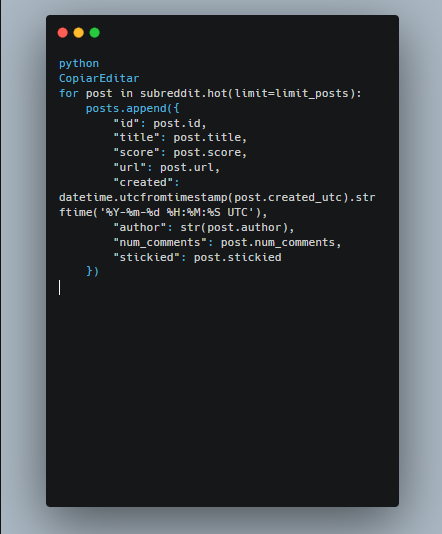 python
CopiarEditar
for post in subreddit.hot(limit=limit_posts):
    posts.append({
        "id": post.id,
        "title": post.title,
        "score": post.score,
        "url": post.url,
        "created":
datetime.utcfromtimestamp(post.created_utc).str
ftime('%Y-%m-%d %H:%M:%S UTC'),
        "author": str(post.author),
        "num_comments": post.num_comments,
        "stickied": post.stickied
    })